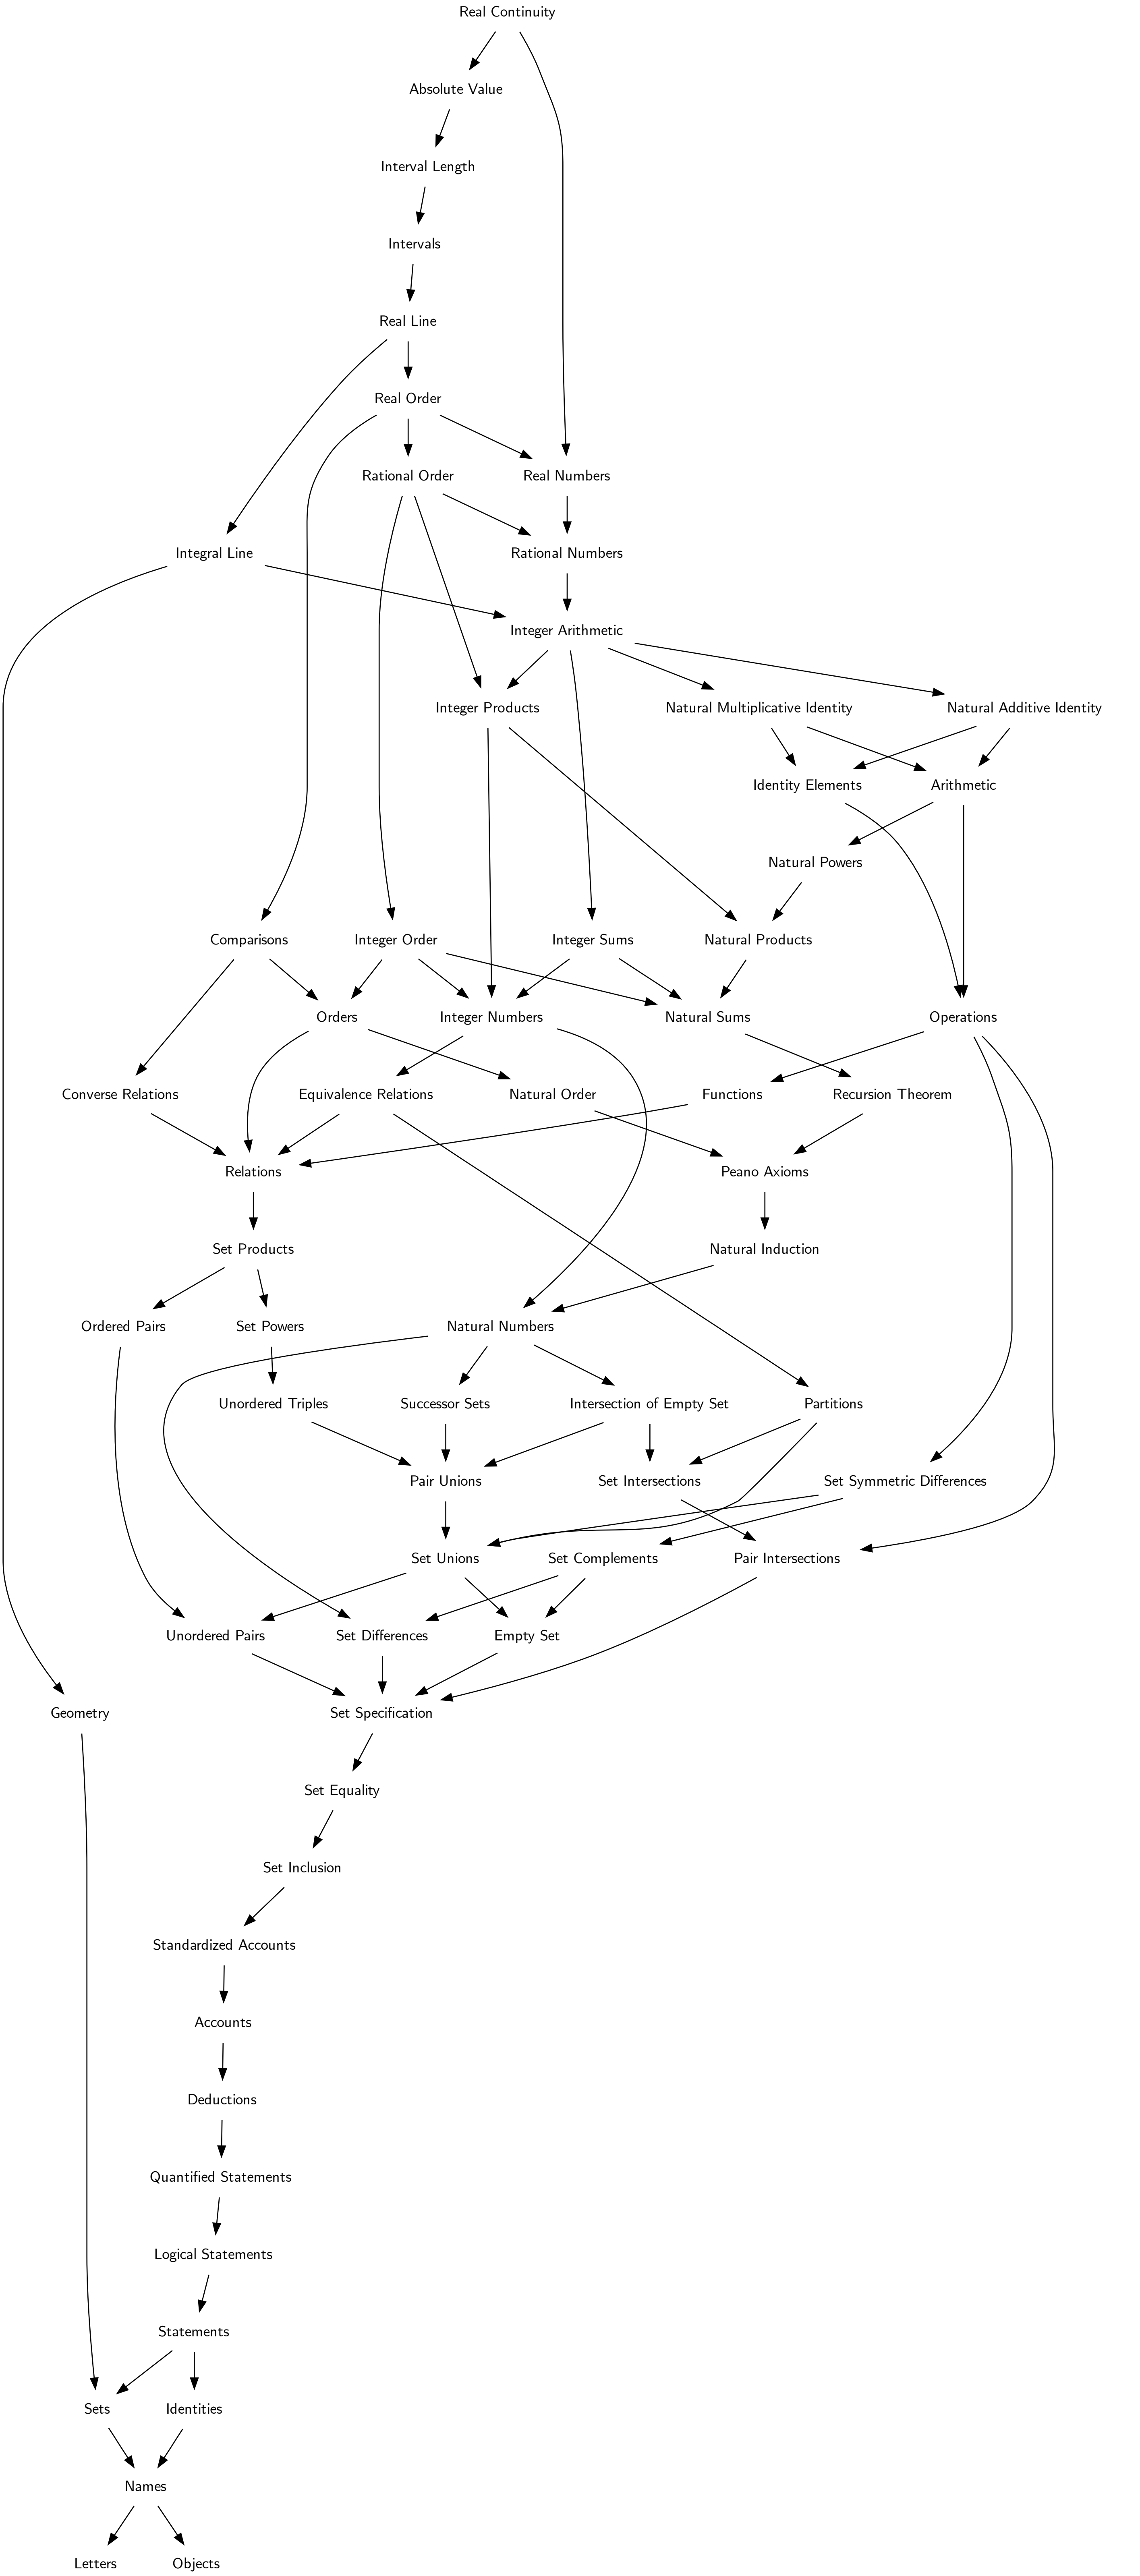 Real Continuity
Absolute Value
Interval Length
Intervals
Real Line
Real Order
Rational Order
Real Numbers
Integral Line
Rational Numbers
Integer Arithmetic
Integer Products
Natural Multiplicative Identity
Natural Additive Identity
Identity Elements
Arithmetic
Natural Powers
Comparisons
Integer Order
Integer Sums
Natural Products
Orders
Integer Numbers
Natural Sums
Operations
Converse Relations
Equivalence Relations
Natural Order
Functions
Recursion Theorem
Relations
Peano Axioms
Set Products
Natural Induction
Ordered Pairs
Set Powers
Natural Numbers
Unordered Triples
Successor Sets
Intersection of Empty Set
Partitions
Pair Unions
Set Intersections
Set Symmetric Differences
Set Unions
Set Complements
Pair Intersections
Unordered Pairs
Set Differences
Empty Set
Geometry
Set Specification
Set Equality
Set Inclusion
Standardized Accounts
Accounts
Deductions
Quantified Statements
Logical Statements
Statements
Sets
Identities
Names
Letters
Objects